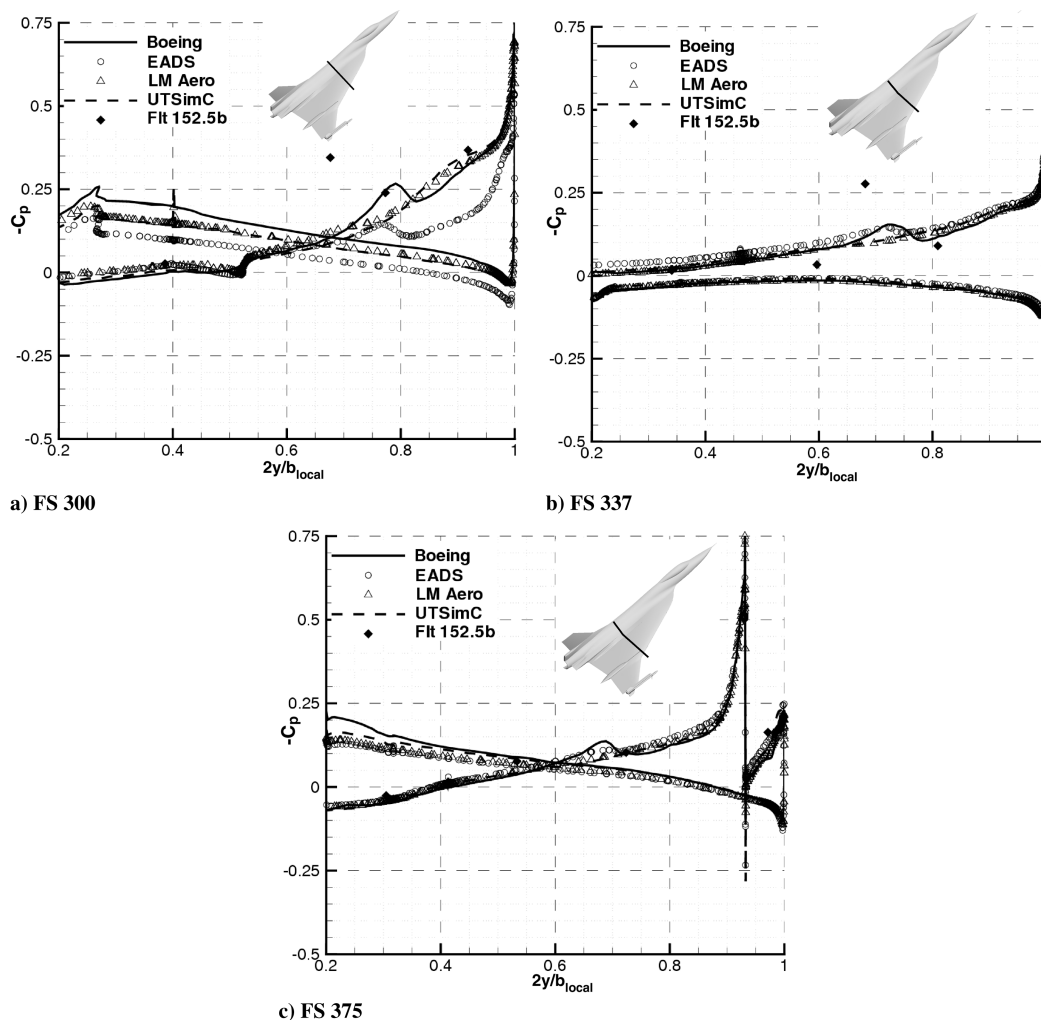 0.75
0.5
0.25
0
-0.25
-0.5
-Cp
Boeing
EADS
LM Aero
UTSimC
Flt 152.5b
0.2 0.4 0.6 0.8 1
2y/blocal
a) FS 300
0.75
0.5
0.25
0
-0.25
-0.5
-Cp
Boeing
EADS
LM Aero
UTSimC
Flt 152.5b
0.2 0.4 0.6 0.8
2y/blocal
b) FS 337
0.75
0.5
0.25
0
-0.25
-0.5
-Cp
Boeing
EADS
LM Aero
UTSimC
Flt 152.5b
0.2 0.4 0.6 0.8 1
2y/blocal
c) FS 375